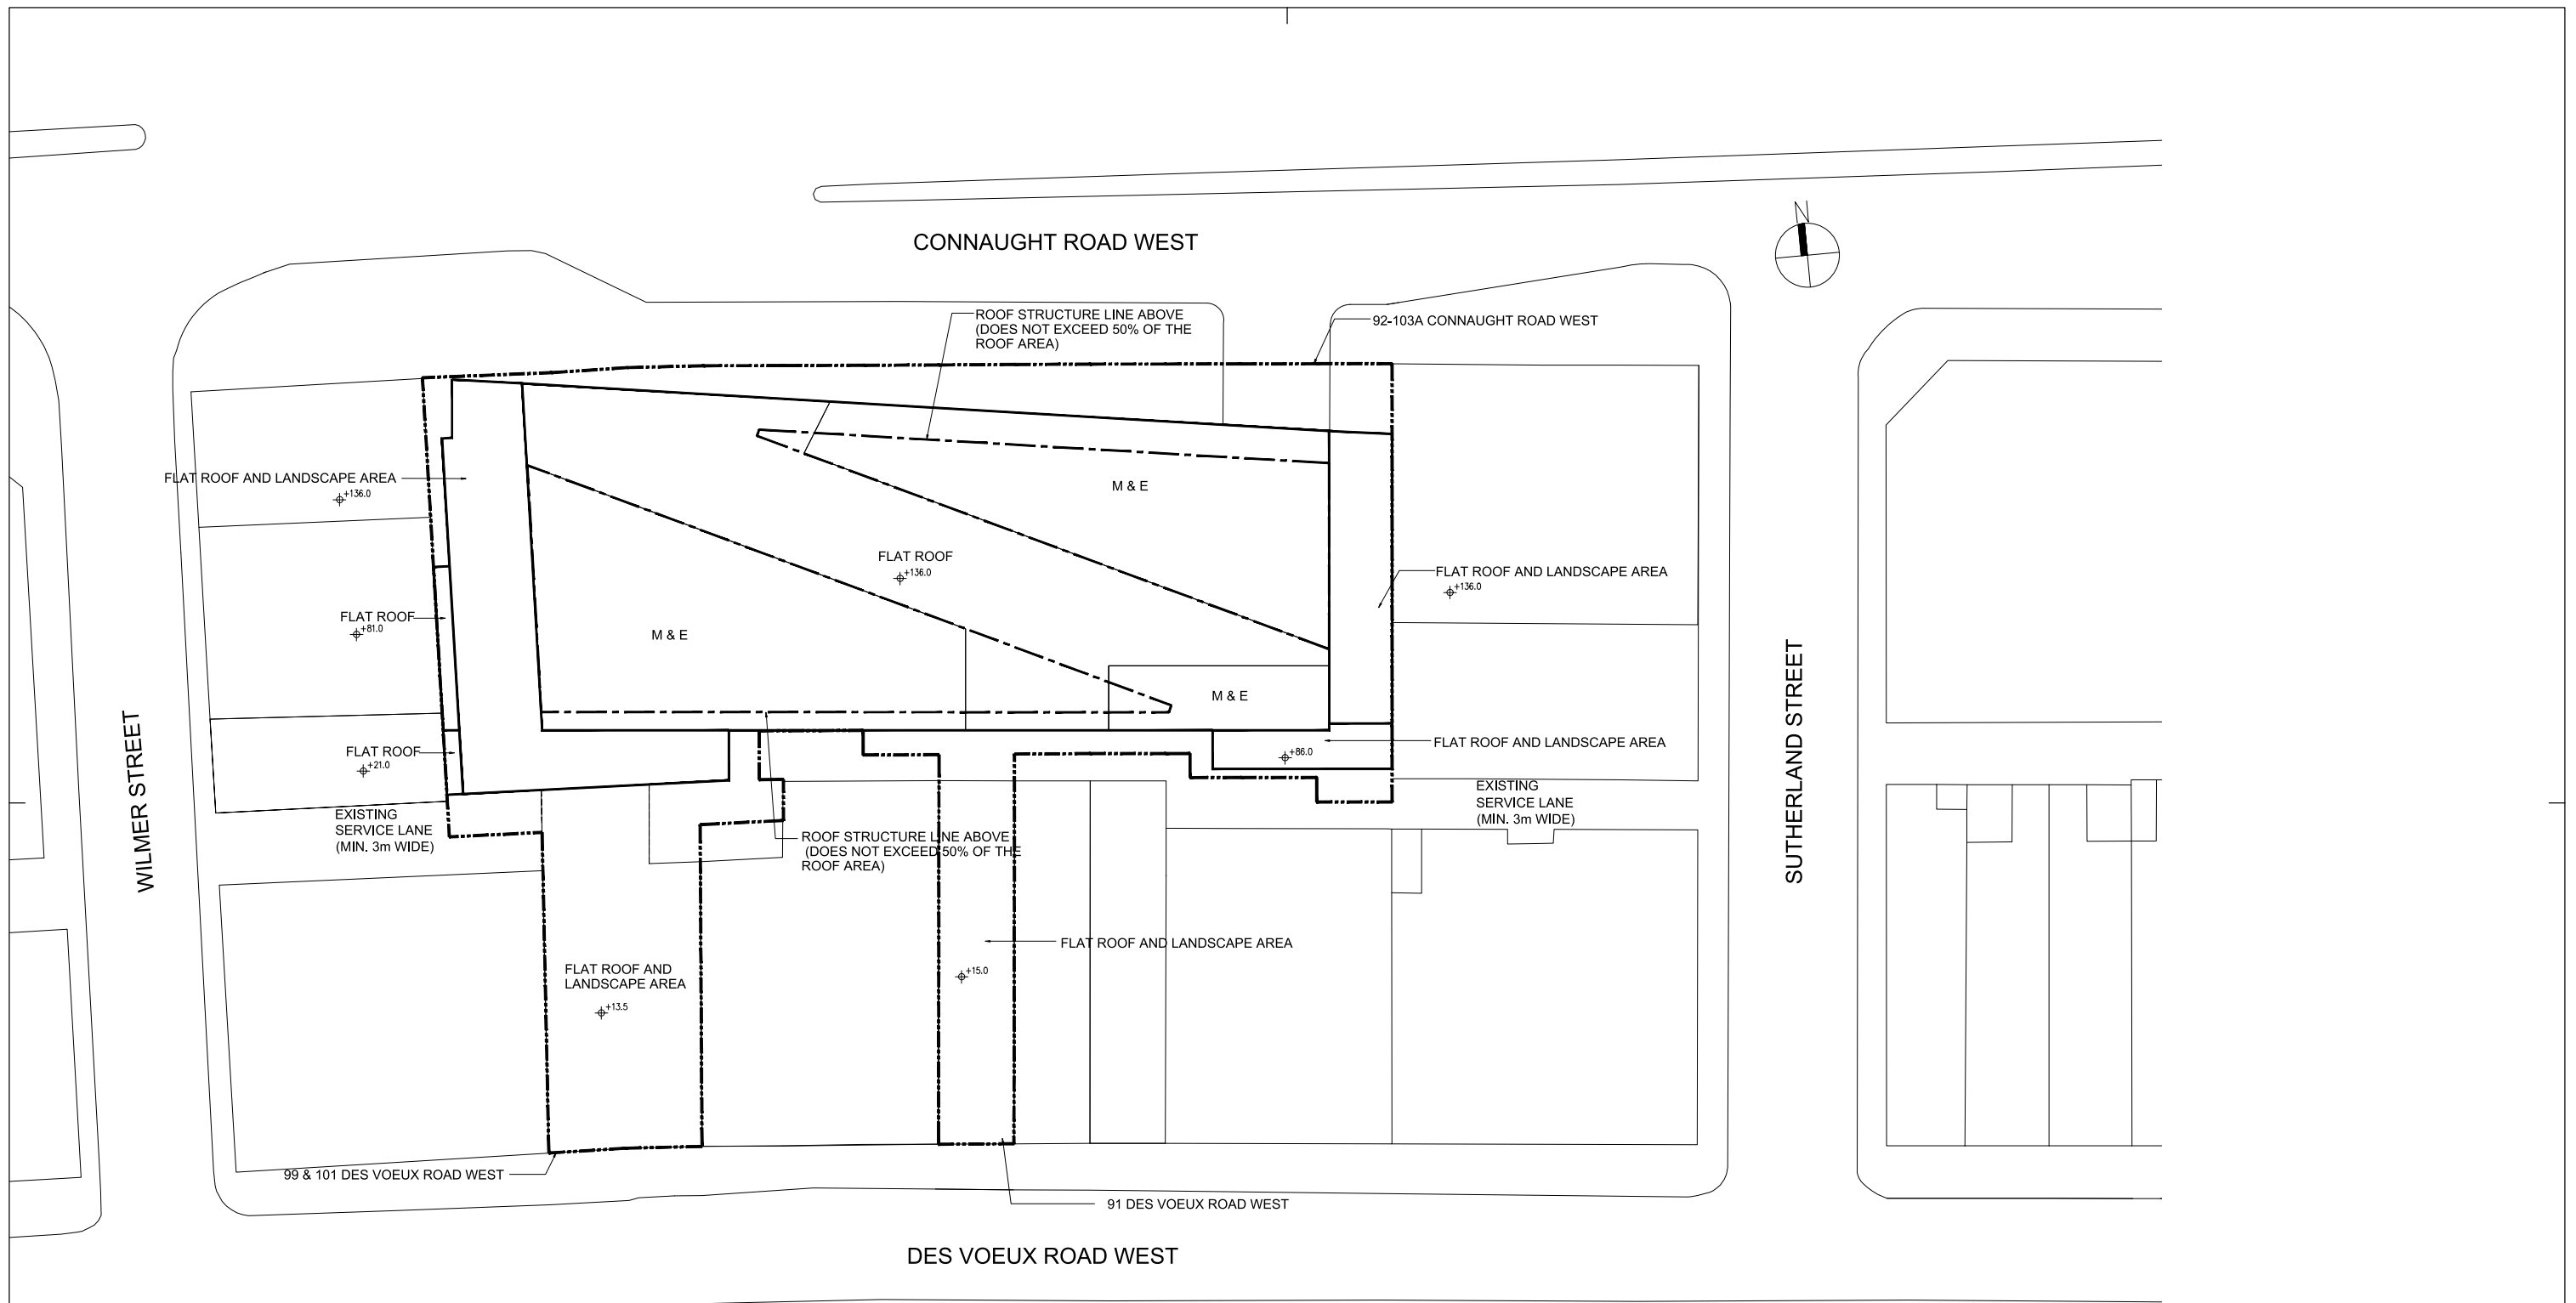 N
CONNAUGHT ROAD WEST
ROOF STRUCTURE LINE ABOVE
(DOES NOT EXCEED 50% OF THE
ROOF AREA)
92-103A CONNAUGHT ROAD WEST
FLAT ROOF AND LANDSCAPE AREA
+136.0
M & E
FLAT ROOF
+136.0
FLAT ROOF AND LANDSCAPE AREA
+136.0
FLAT ROOF
+81.0
M & E
M & E
FLAT ROOF
+21.0
FLAT ROOF AND LANDSCAPE AREA
+86.0
WILMER STREET
SUTHERLAND STREET
EXISTING
SERVICE LANE
(MIN. 3m WIDE)
EXISTING
SERVICE LANE
(MIN. 3m WIDE)
ROOF STRUCTURE LINE ABOVE
(DOES NOT EXCEED 50% OF THE
ROOF AREA)
FLAT ROOF AND LANDSCAPE AREA
+15.0
FLAT ROOF AND
LANDSCAPE AREA
+13.5
99 & 101 DES VOEUX ROAD WEST
91 DES VOEUX ROAD WEST
DES VOEUX ROAD WEST